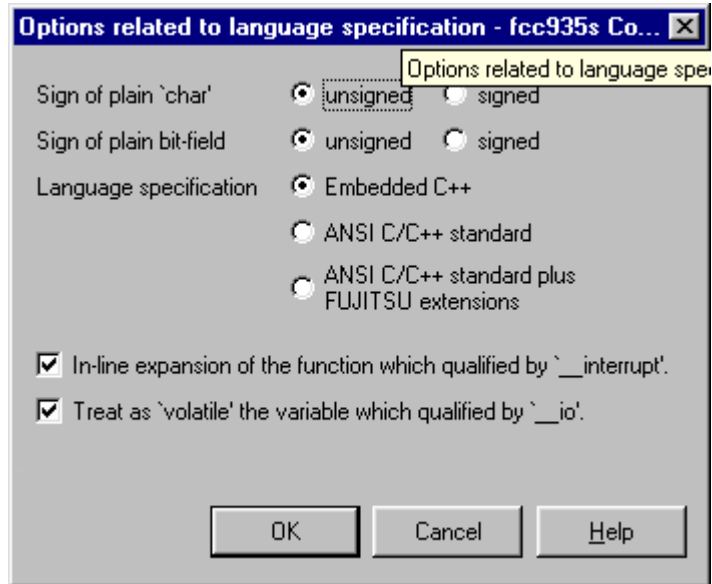 Options related to language specification - fcc935s Co...
Options related to language spe
Sign of plain `char' unsigned signed
Sign of plain bit-field unsigned signed
Language specification Embedded C++
ANSI C/C++ standard
ANSI C/C++ standard plus
FUJITSU extensions
In-line expansion of the function which qualified by `__interrupt'.
Treat as `volatile' the variable which qualified by `__io'.
OK Cancel Help